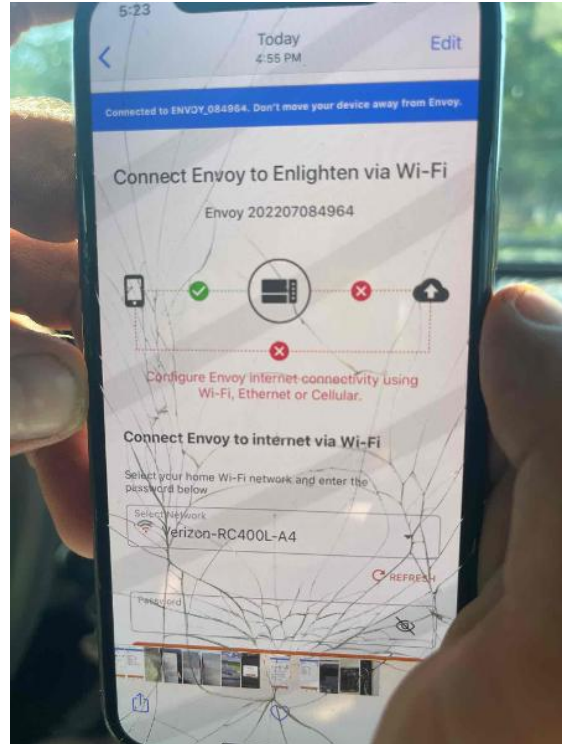 5:23
Today
4:55 PM
Edit
Connected to ENVOY_084964. Don't move your device away from Envoy.
Connect Envoy to Enlighten via Wi-Fi
Envoy 202207084964
Configure Envoy internet connectivity using
Wi-Fi, Ethernet or Cellular.
Connect Envoy to internet via Wi-Fi
Select your home Wi-Fi network and enter the
password below
Select Network
Verizon-RC400L-A4
REFRESH
Password